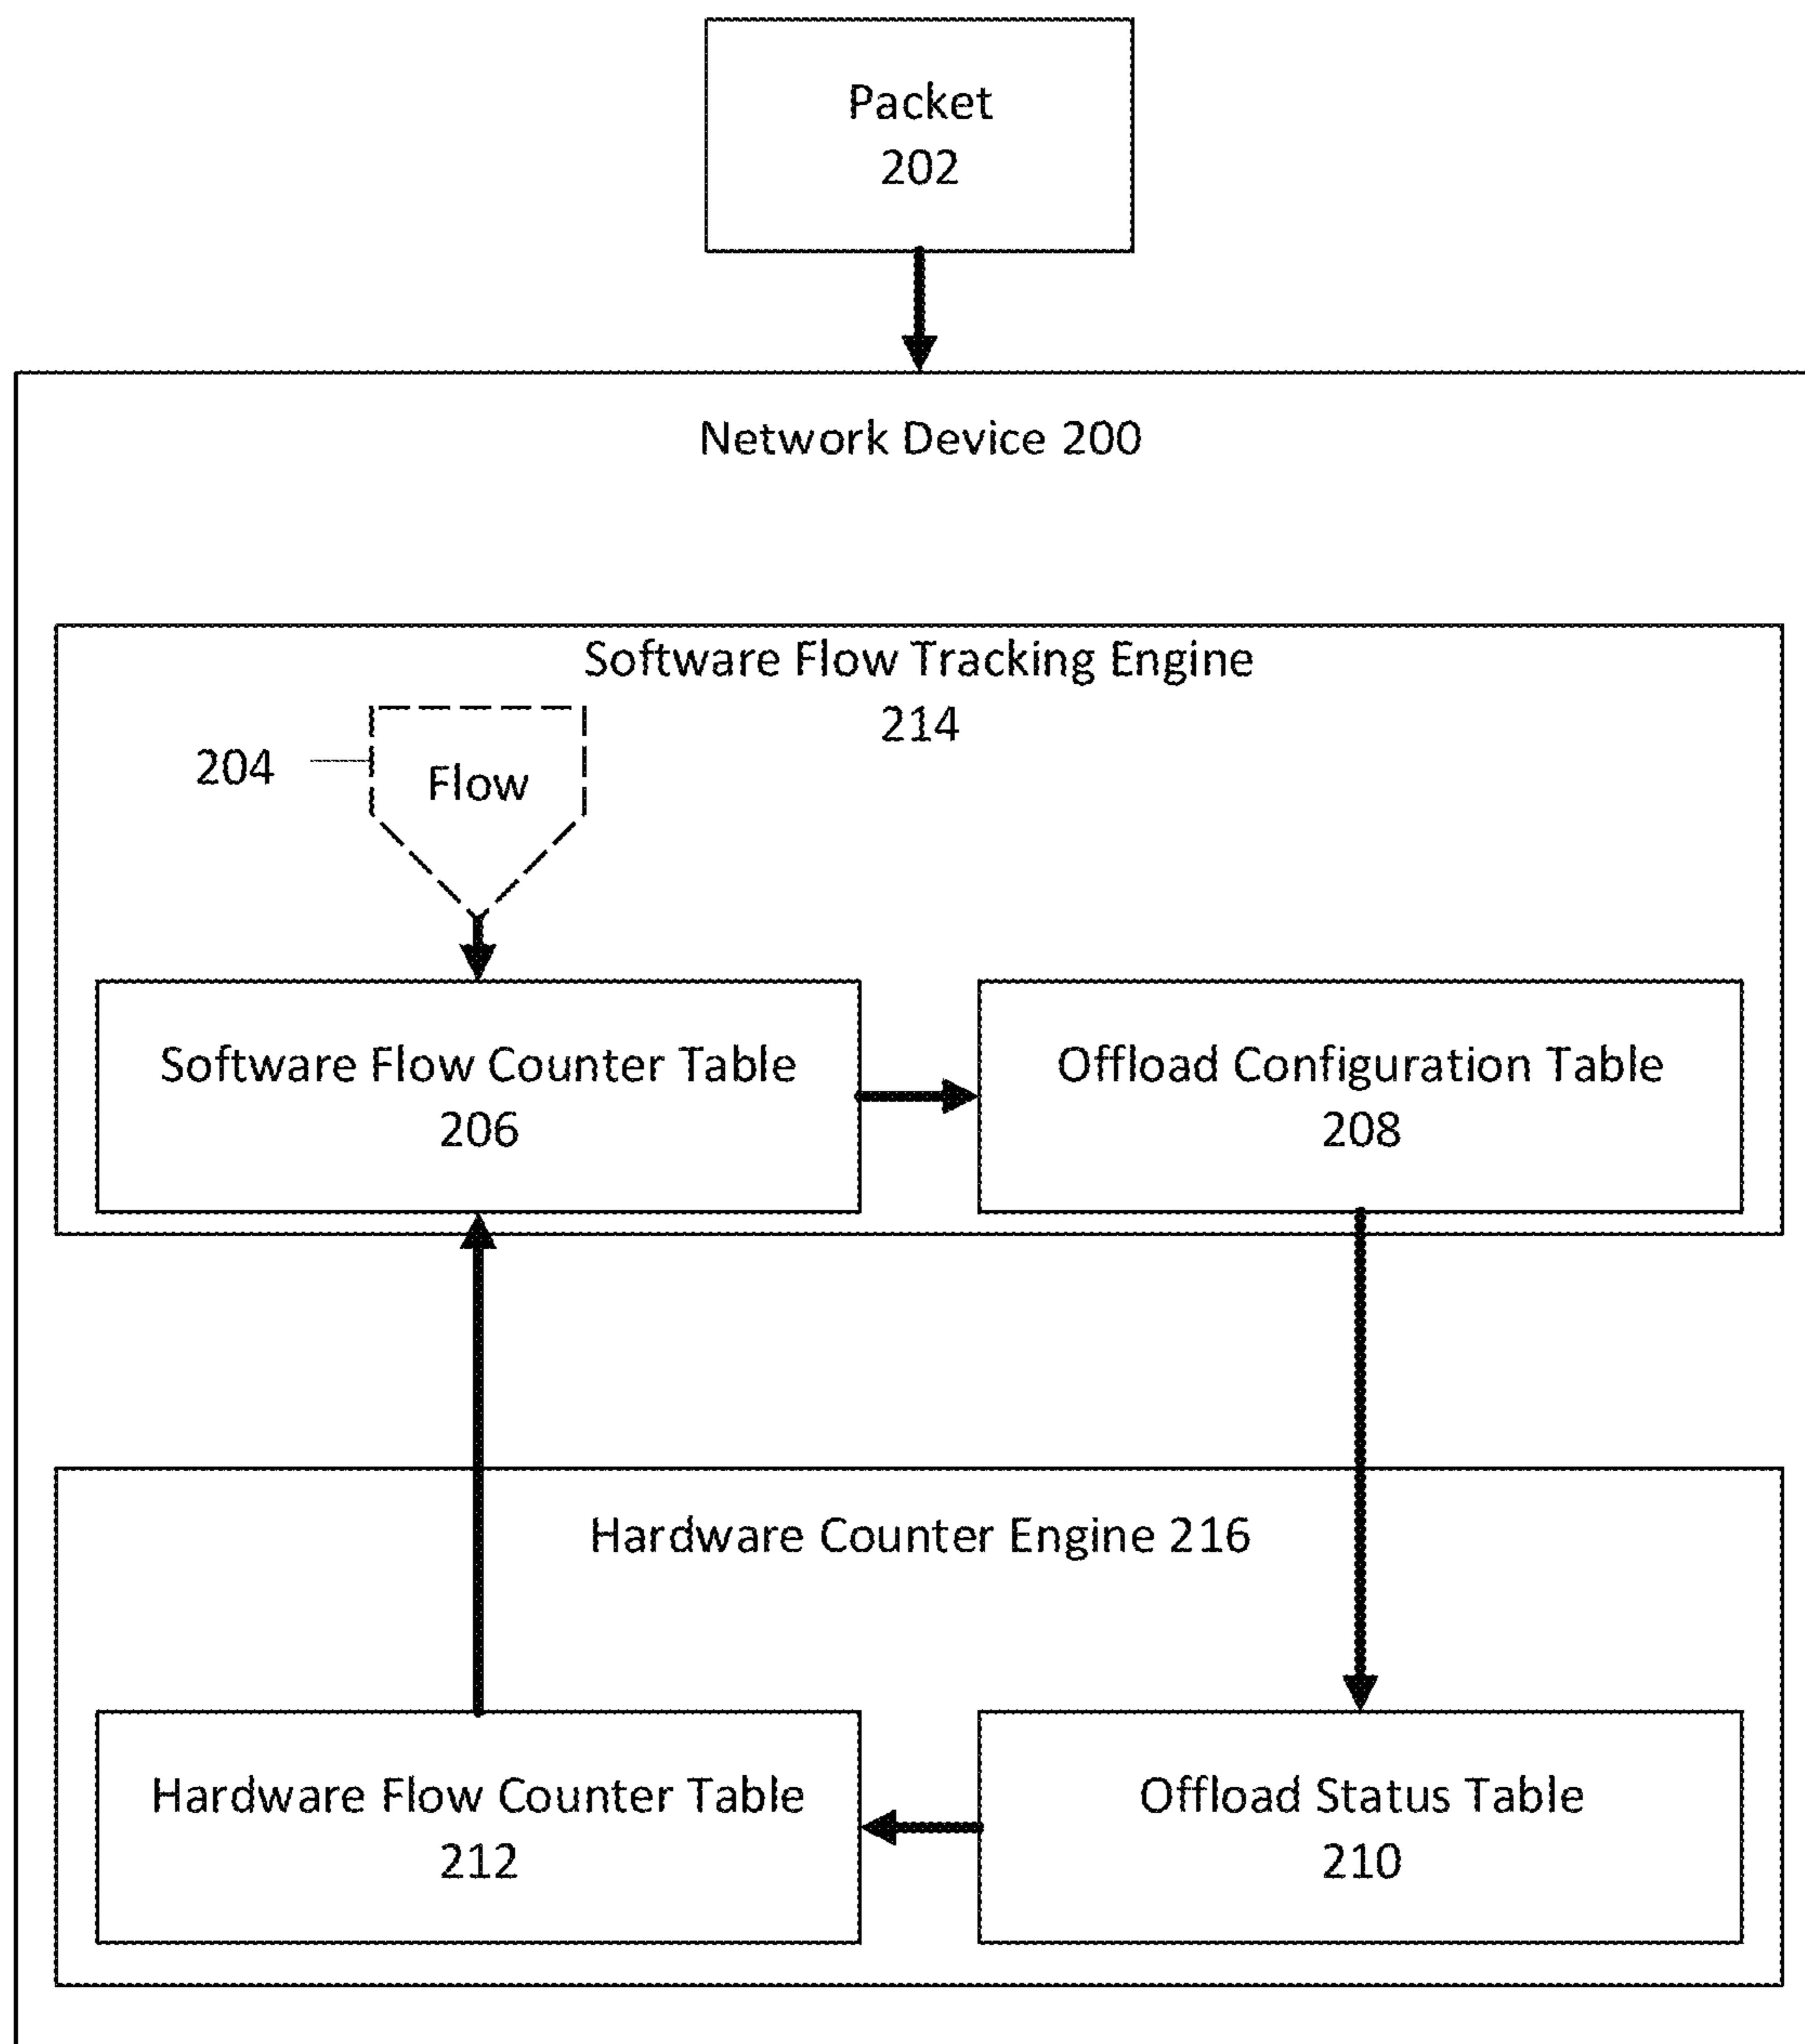 Packet
202
Network Device 200
Software Flow Tracking Engine
214
204
Flow
Software Flow Counter Table
206
Offload Configuration Table
208
Hardware Counter Engine 216
Hardware Flow Counter Table
212
Offload Status Table
210